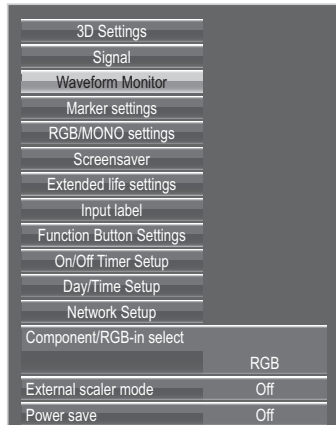 3D Settings
Signal
Waveform Monitor
Marker settings
RGB/MONO settings
Screensaver
Extended life settings
Input label
Function Button Settings
On/Off Timer Setup
Day/Time Setup
Network Setup
Component/RGB-in select
RGB
External scaler mode Off
Power save Off